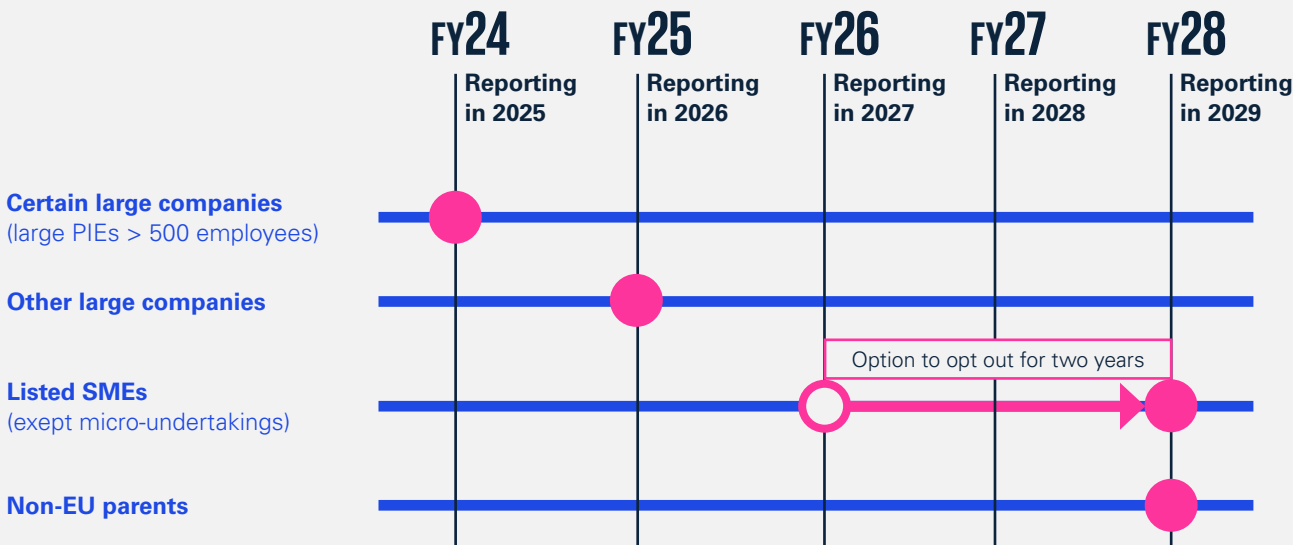 FY24
FY25
FY26
FY27
FY28
Reporting
in 2025
Reporting
in 2026
Reporting
in 2027
Reporting
in 2028
Reporting
in 2029
Certain large companies
(large PIEs > 500 employees)
Other large companies
Option to opt out for two years
Listed SMEs
(exept micro-undertakings)
Non-EU parents